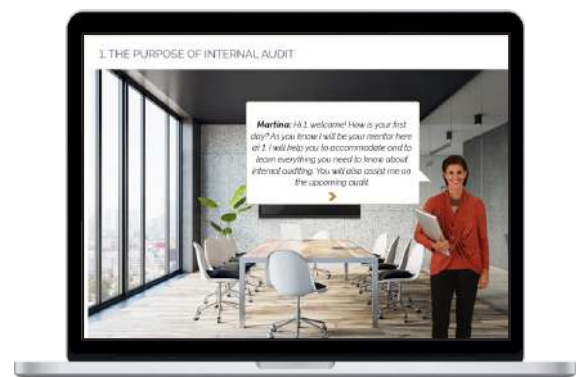 1. THE PURPOSE OF INTERNAL AUDIT
Martina: Hi 1, welcome! How is your first
day? As you know I will be your mentor here
at 1. I will help you to accommodate and to
learn everything you need to know about
internal auditing. You will also assist me on
the upcoming audit.